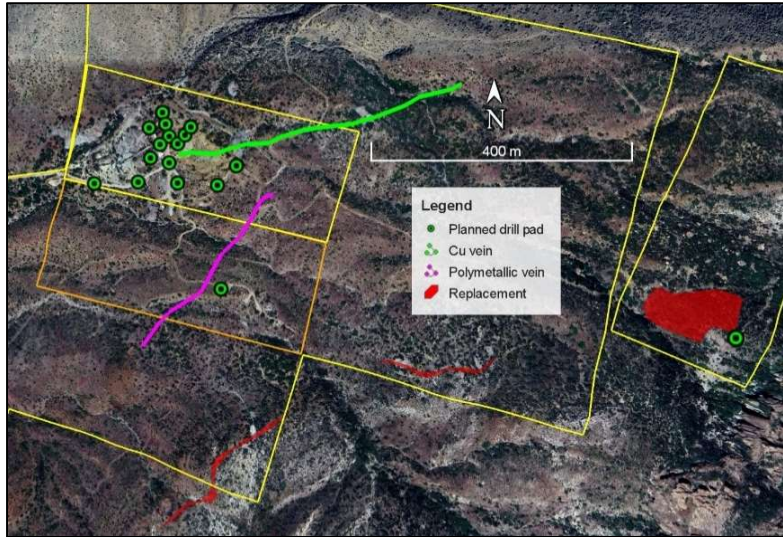 N
400 m
Legend
Planned drill pad
Cu vein
Polymetallic vein
Replacement